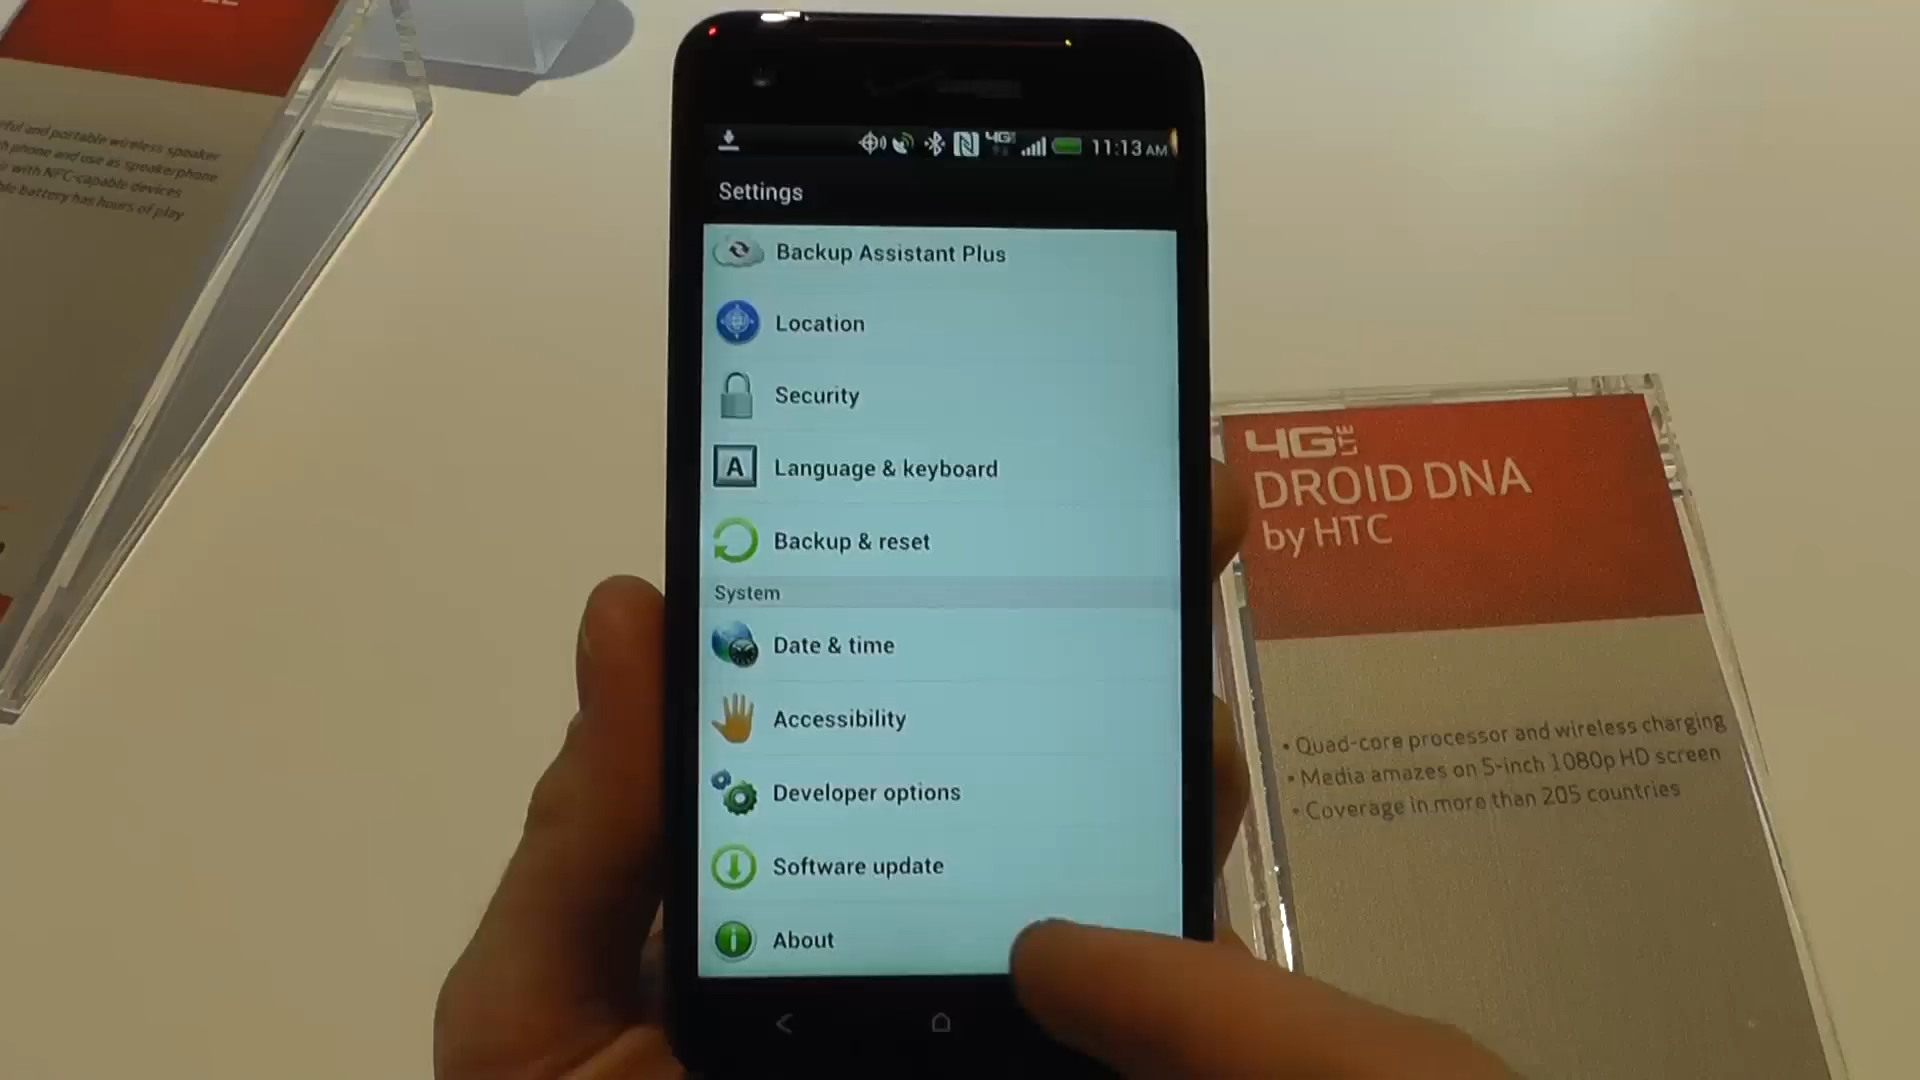 and portable wireless speaker
phone and use as speakerphone
with NFC-capable devices
battery has hours of play
4G
11:13 AM
Settings
Backup Assistant Plus
Location
Security
A Language & keyboard
Backup & reset
System
Date & time
Accessibility
Developer options
Software update
About
4G LTE
DROID DNA
by HTC
• Quad-core processor and wireless charging
• Media amazes on 5-inch 1080p HD screen
• Coverage in more than 205 countries